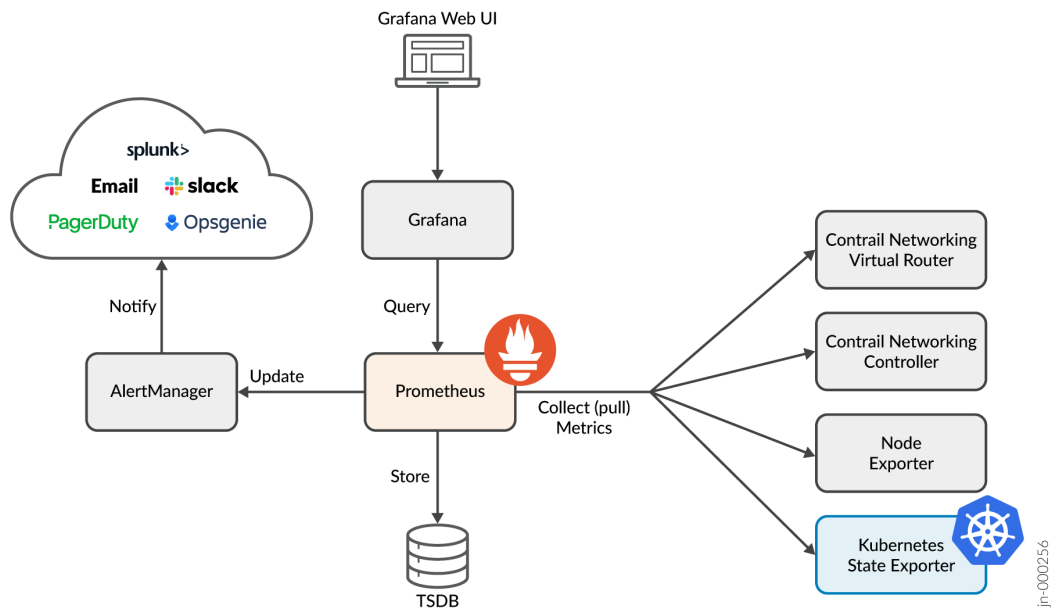 Grafana Web UI
splunk>
Email
slack
PagerDuty
Opsgenie
Grafana
Contrail Networking
Virtual Router
Notify
Query
Contrail Networking
Controller
AlertManager
Update
Prometheus
Collect (pull)
Metrics
Node
Exporter
Store
Kubernetes
State Exporter
TSDB
jn-000256